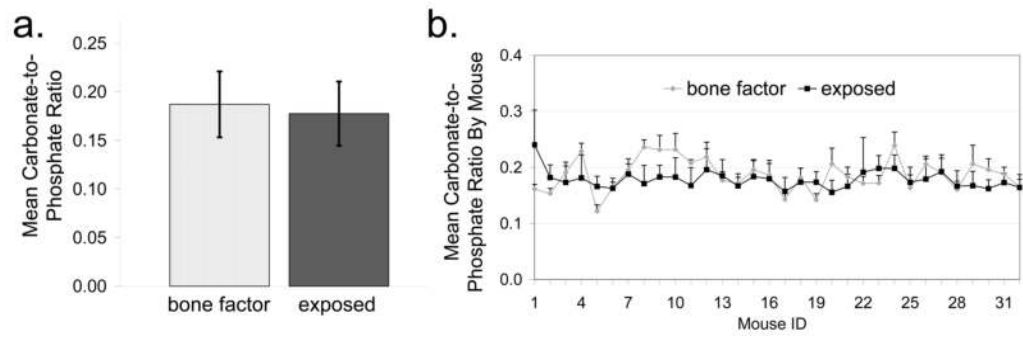 a.
Mean Carbonate-to-
Phosphate Ratio
0.25
0.20
0.15
0.10
0.05
0.00
bone factor
exposed
b.
Mean Carbonate-to-
Phosphate Ratio By Mouse
0.4
0.3
0.2
0.1
0.0
bone factor
exposed
1 4 7 10 13 16 19 22 25 28 31
Mouse ID